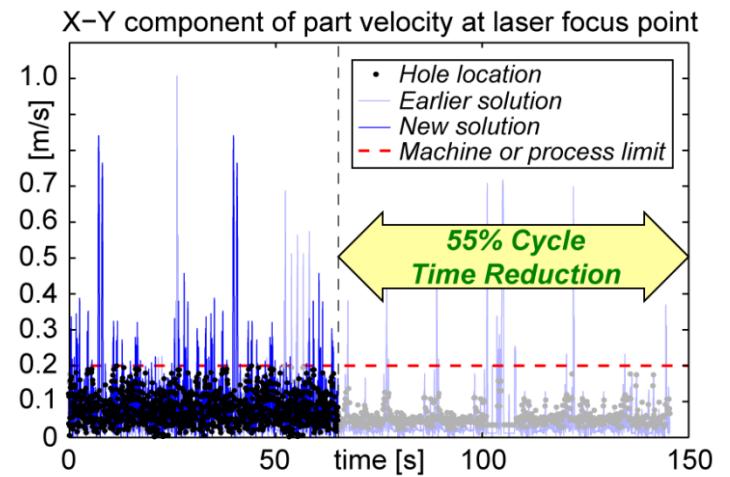 X−Y component of part velocity at laser focus point
Hole location
Earlier solution
New solution
Machine or process limit
1.0
[m/s]
0.7
0.6
0.5
0.4
0.3
0.2
0.1
0
55% Cycle
Time Reduction
0
50
time [s]
100
150